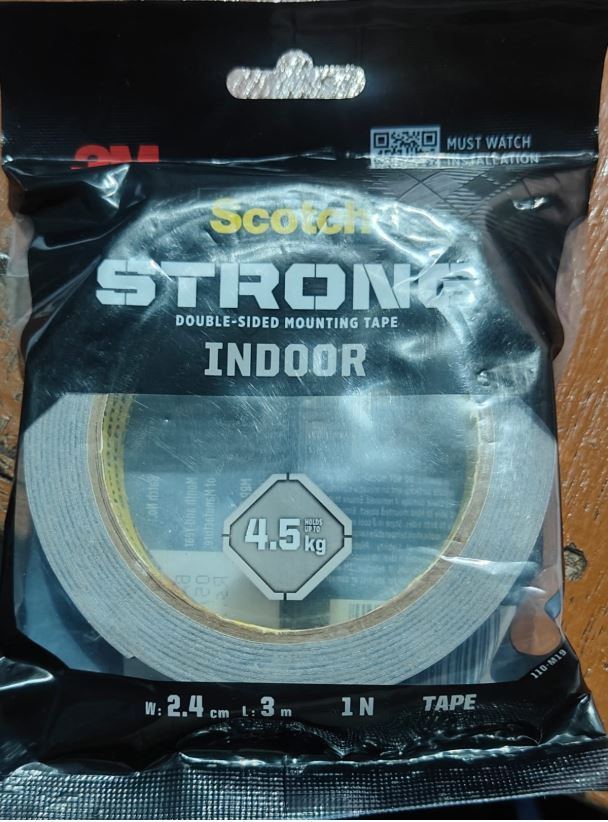 3M
MUST WATCH
INSTALLATION
Scotch
STRONG
DOUBLE-SIDED MOUNTING TAPE
INDOOR
4.5 kg
HOLDS
UP TO
W: 2.4 cm L: 3 m 1 N TAPE
110-M19